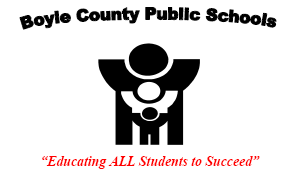 Boyle County Public Schools
“Educating ALL Students to Succeed”